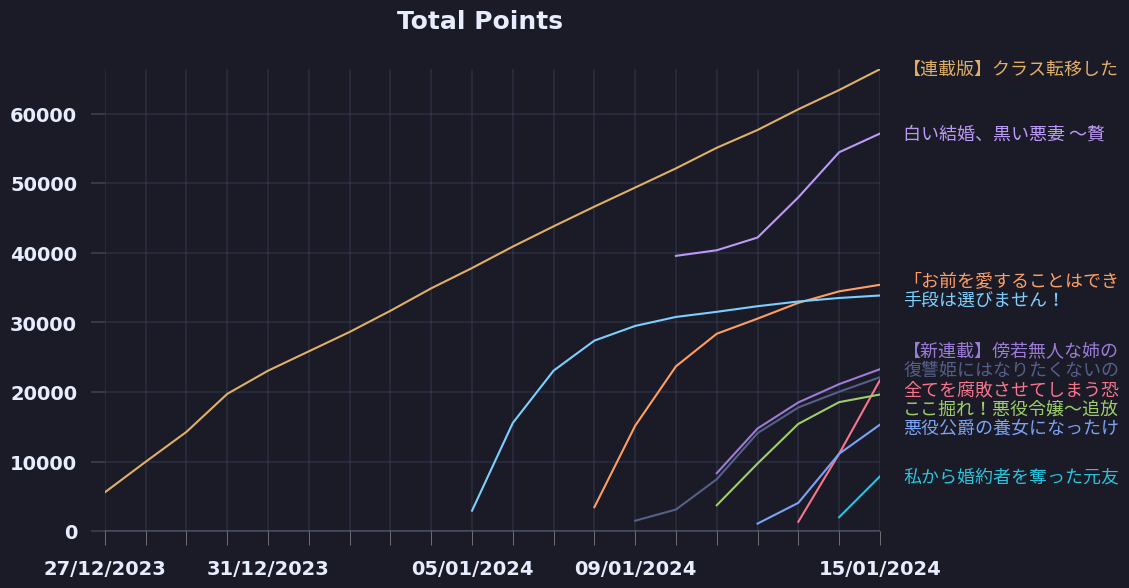 Total Points
60000
50000
40000
30000
20000
10000
0
27/12/2023 31/12/2023 05/01/2024 09/01/2024 15/01/2024
【連載版】クラス転移した
白い結婚、黒い悪妻 ～贅
「お前を愛することはでき
手段は選びません！
【新連載】傍若無人な姉の
復讐姫にはなりたくないの
全てを腐敗させてしまう恐
ここ掘れ！悪役令嬢～追放
悪役公爵の養女になったけ
私から婚約者を奪った元友